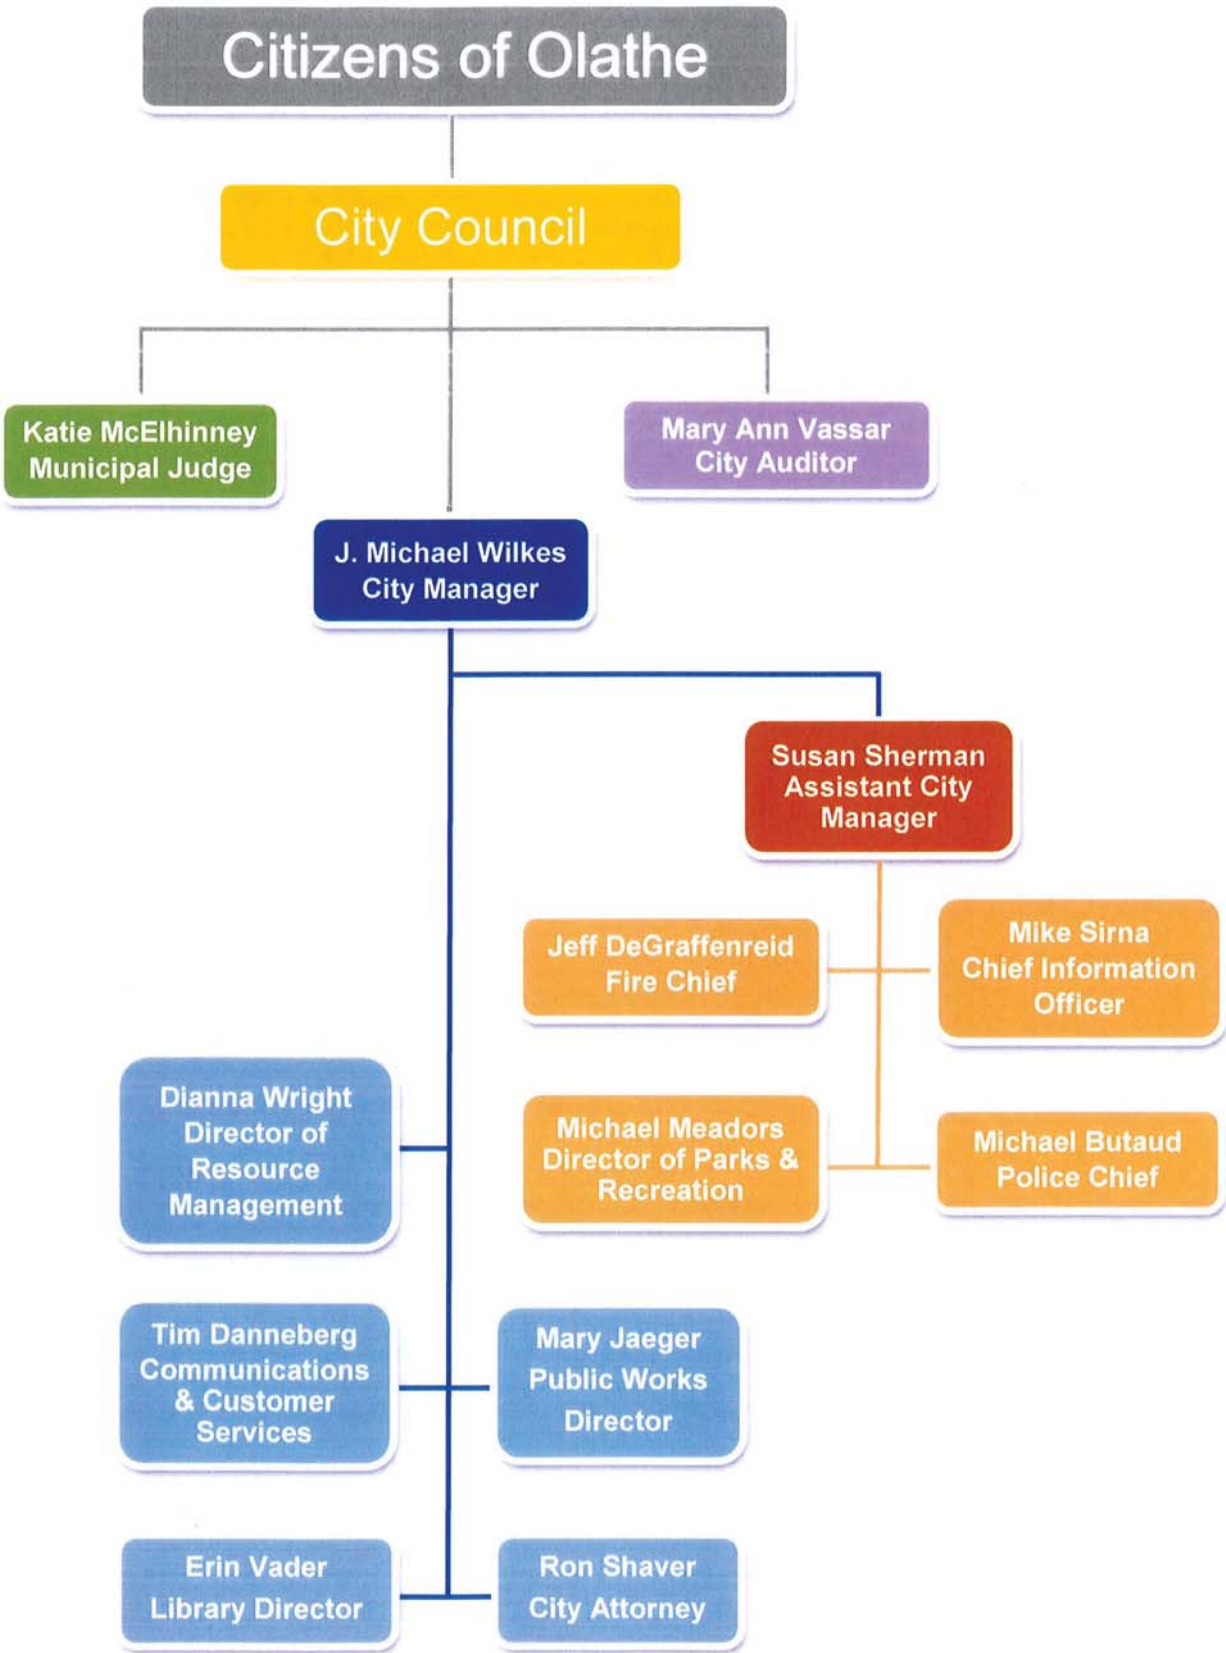 Citizens of Olathe
City Council
Katie McElhinney
Municipal Judge
Mary Ann Vassar
City Auditor
J. Michael Wilkes
City Manager
Susan Sherman
Assistant City
Manager
Jeff DeGraffenreid
Fire Chief
Mike Sirna
Chief Information
Officer
Dianna Wright
Director of
Resource
Management
Michael Meadors
Director of Parks &
Recreation
Michael Butaud
Police Chief
Tim Danneberg
Communications
& Customer
Services
Mary Jaeger
Public Works
Director
Erin Vader
Library Director
Ron Shaver
City Attorney